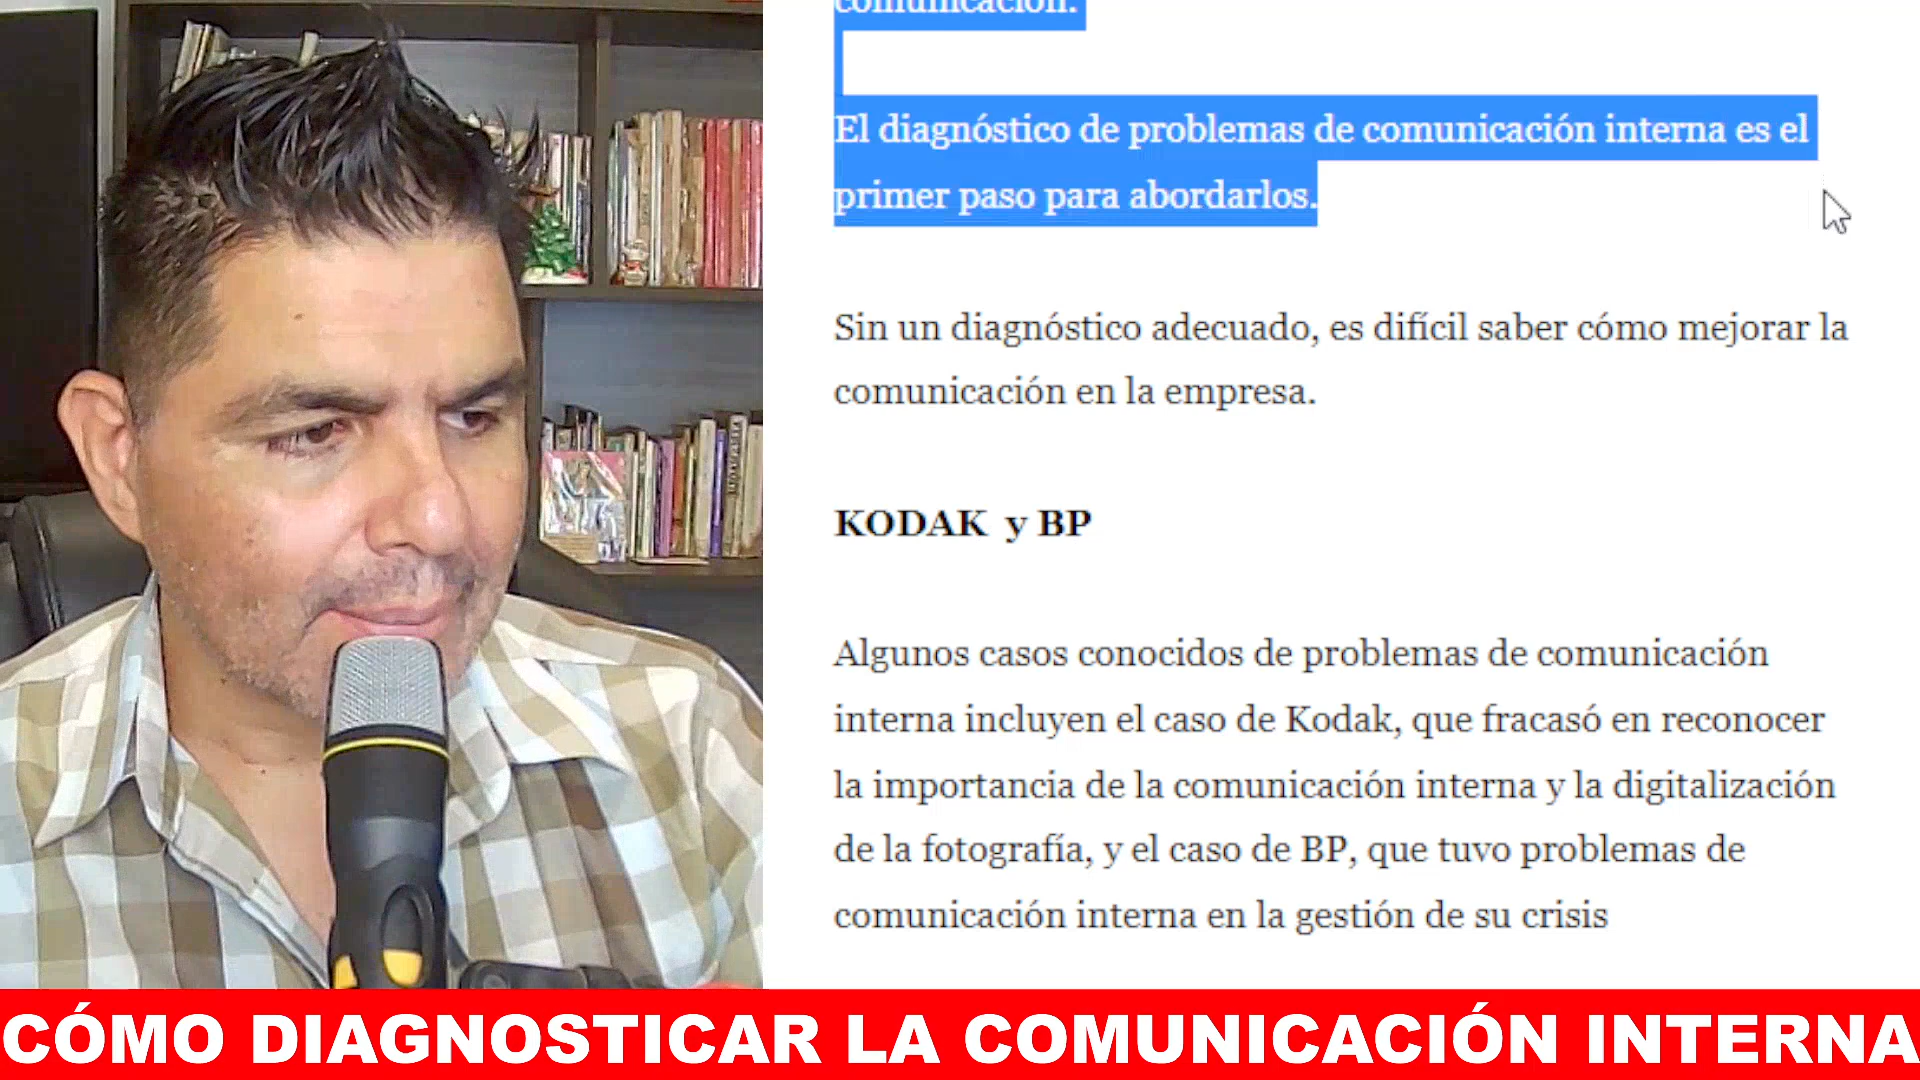 comunicación.
El diagnóstico de problemas de comunicación interna es el
primer paso para abordarlos.
Sin un diagnóstico adecuado, es difícil saber cómo mejorar la
comunicación en la empresa.
KODAK y BP
Algunos casos conocidos de problemas de comunicación
interna incluyen el caso de Kodak, que fracasó en reconocer
la importancia de la comunicación interna y la digitalización
de la fotografía, y el caso de BP, que tuvo problemas de
comunicación interna en la gestión de su crisis
CÓMO DIAGNOSTICAR LA COMUNICACIÓN INTERNA